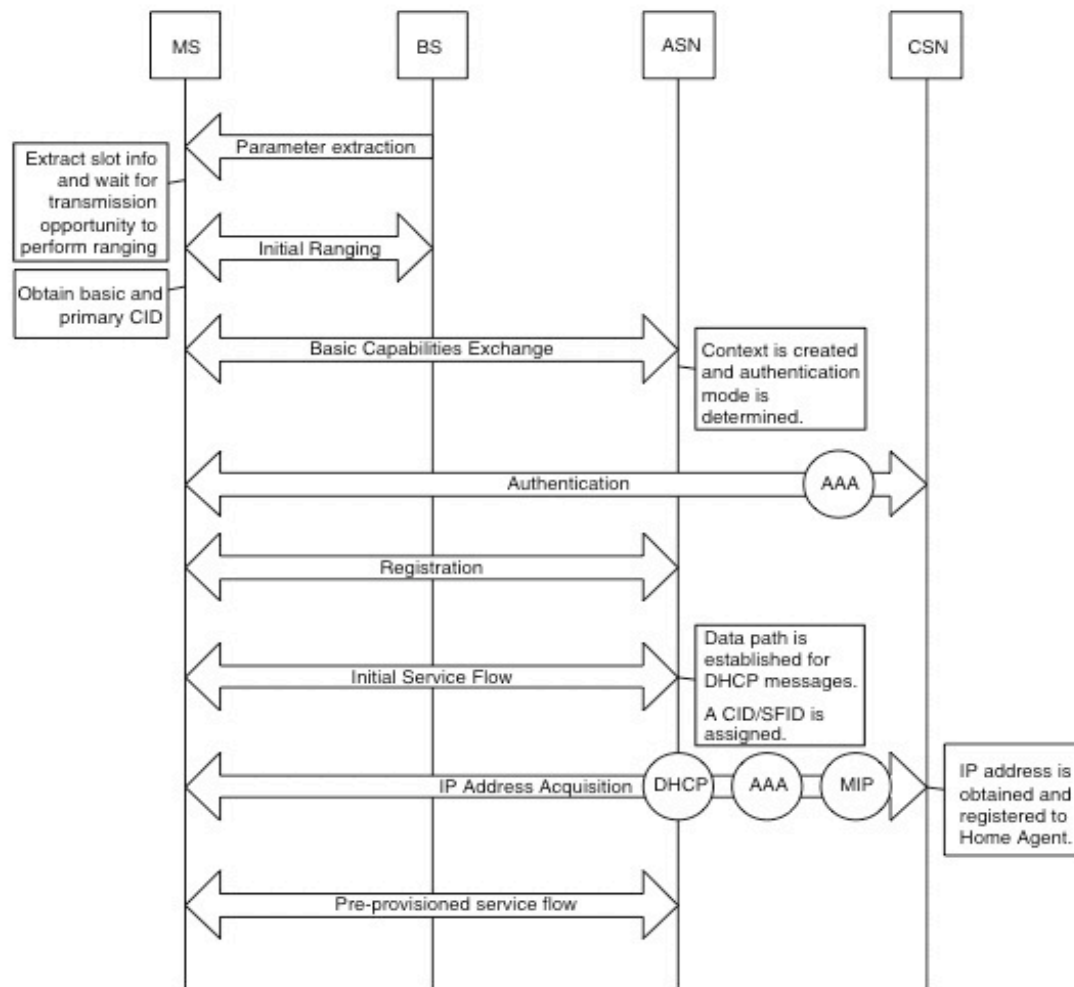 MS
BS
ASN
CSN
Parameter extraction
Extract slot info
and wait for
transmission
opportunity to
perform ranging
Initial Ranging
Obtain basic and
primary CID
Basic Capabilities Exchange
Context is created
and authentication
mode is
determined.
Authentication
AAA
Registration
Data path is
established for
DHCP messages.
A CID/SFID is
assigned.
Initial Service Flow
IP Address Acquisition
DHCP
AAA
MIP
IP address is
obtained and
registered to
Home Agent.
Pre-provisioned service flow